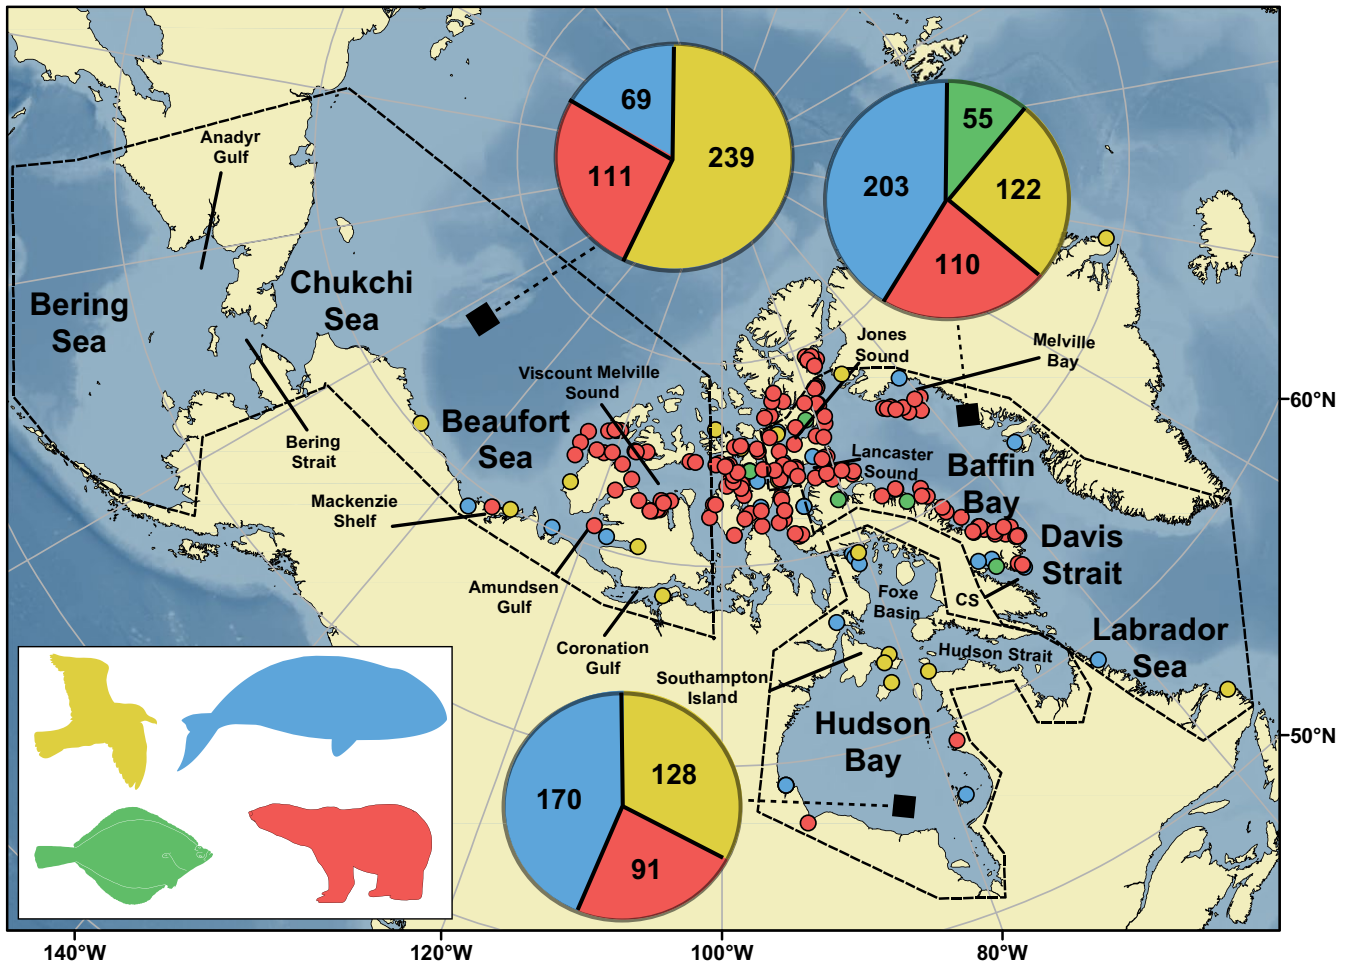 69
239
111
55
203
122
110
Anadyr
Gulf
Chukchi
Sea
Bering
Sea
Jones
Sound
Melville
Bay
Viscount Melville
Sound
60°N
Beaufort
Sea
Bering
Strait
Lancaster
Sound
Baffin
Bay
Mackenzie
Shelf
Davis
Strait
Amundsen
Gulf
Foxe
Basin
CS
Coronation
Gulf
Labrador
Sea
Hudson Strait
Southampton
Island
Hudson
Bay
50°N
170
128
91
140°W
120°W
100°W
80°W